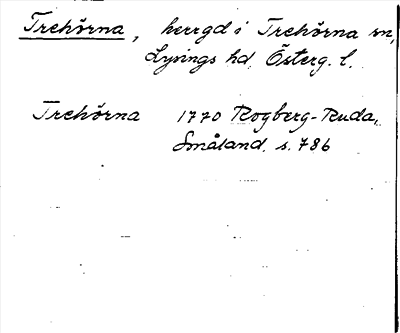 Trehörna, herrgd i Trehörna sn,
Lysings hd, Österg. l.
Trehörna 1770 Rogberg-Ruda,
Småland. s. 786